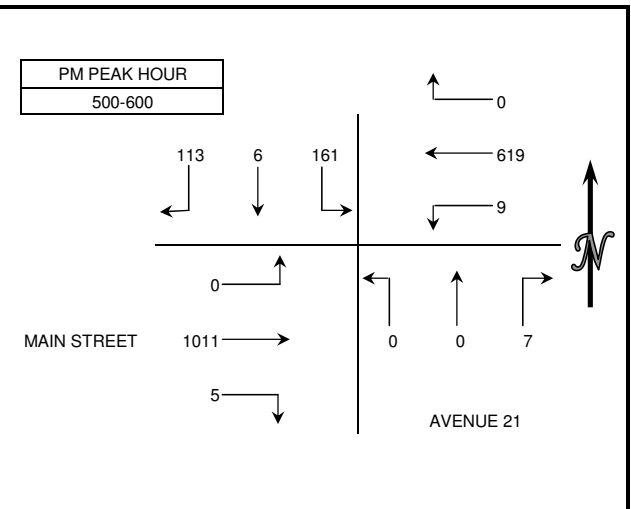 PM PEAK HOUR
500-600
0
113 6 161
619
9
0
MAIN STREET 1011
0 0 7
5
AVENUE 21
N